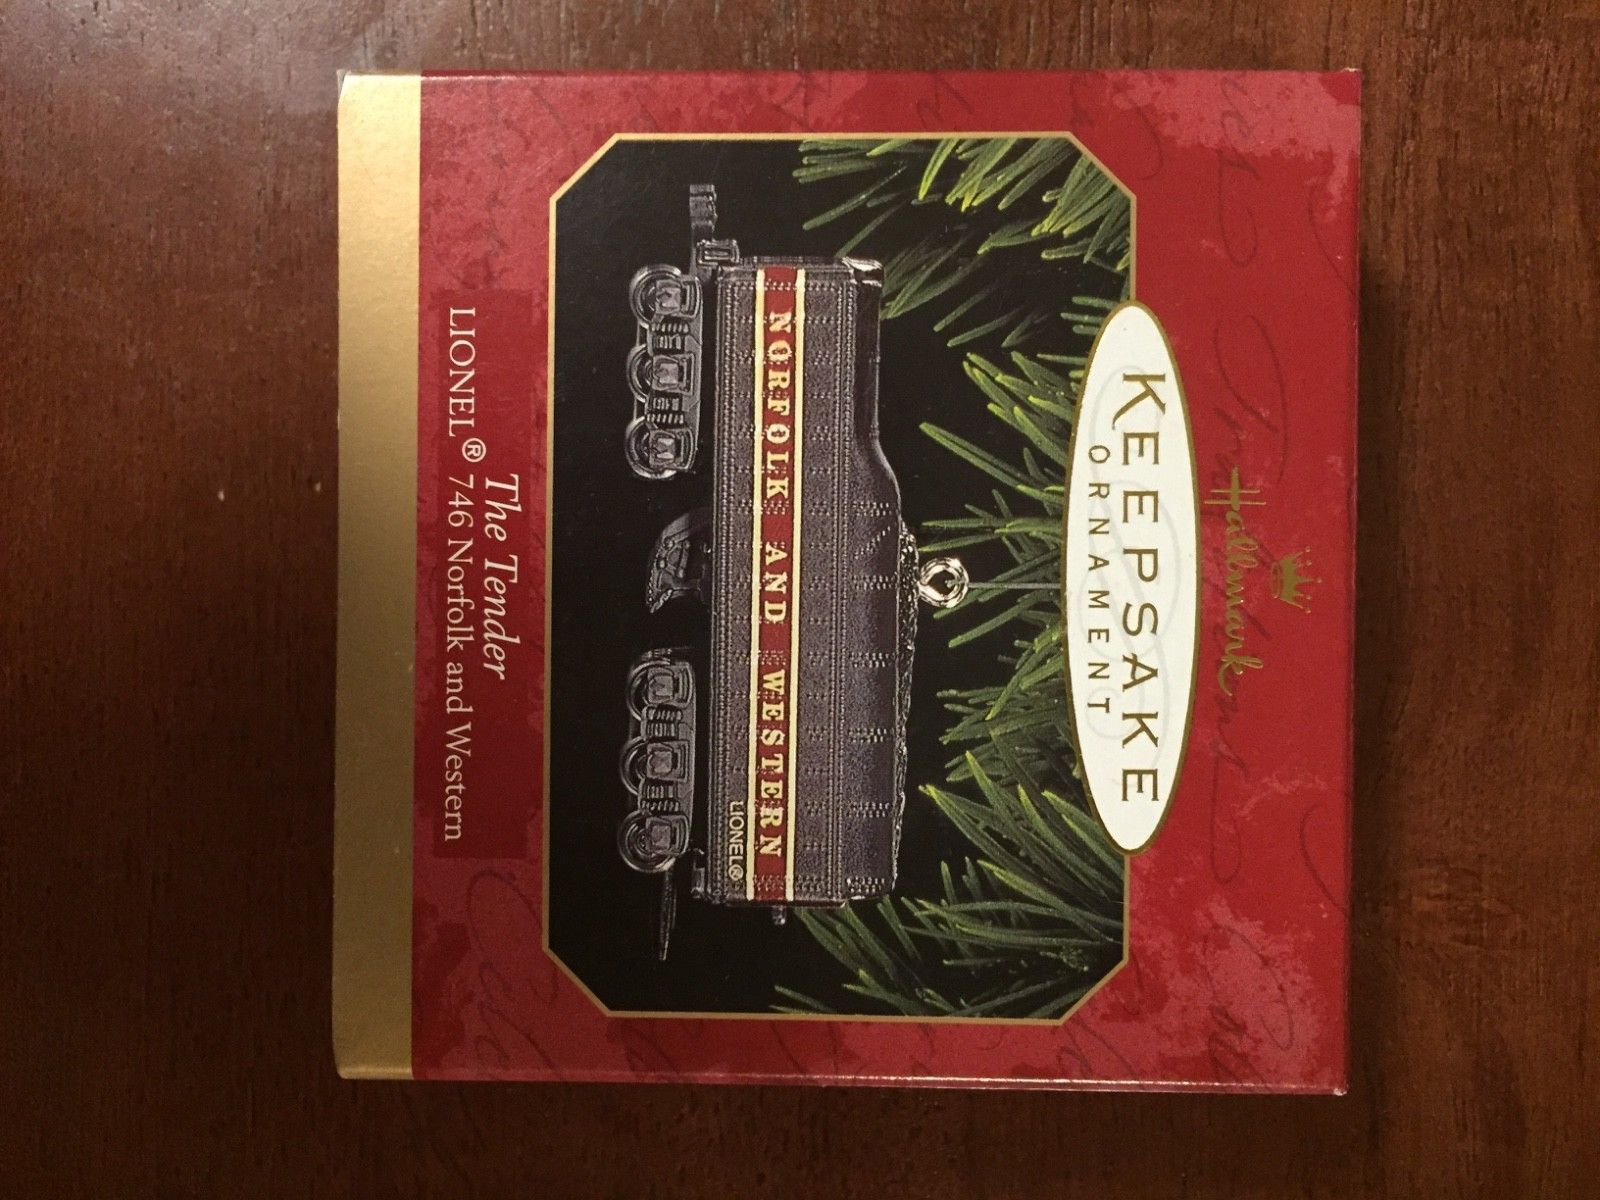 Hallmark
KEEPSAKE
ORNAMENT
NORFOLK AND WESTERN
LIONEL®
The Tender
LIONEL® 746 Norfolk and Western